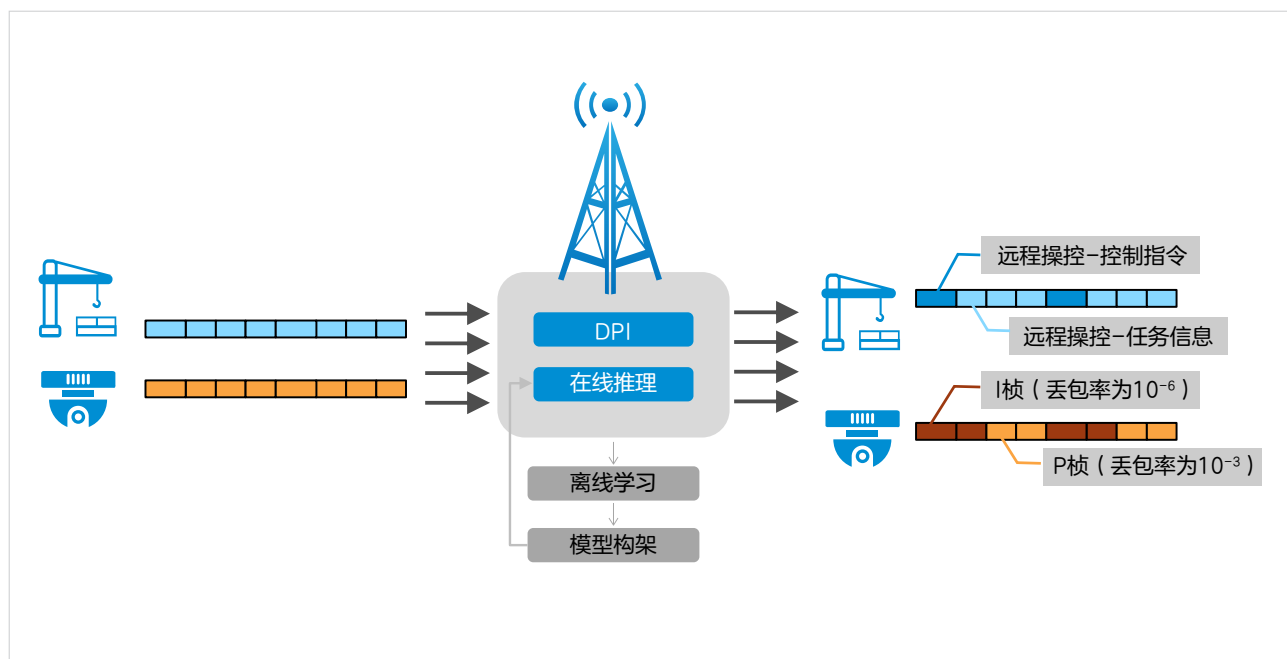 远程操控-控制指令
DPI
远程操控-任务信息
在线推理
I桢（丢包率为10⁻⁶）
P桢（丢包率为10⁻³）
离线学习
模型构架